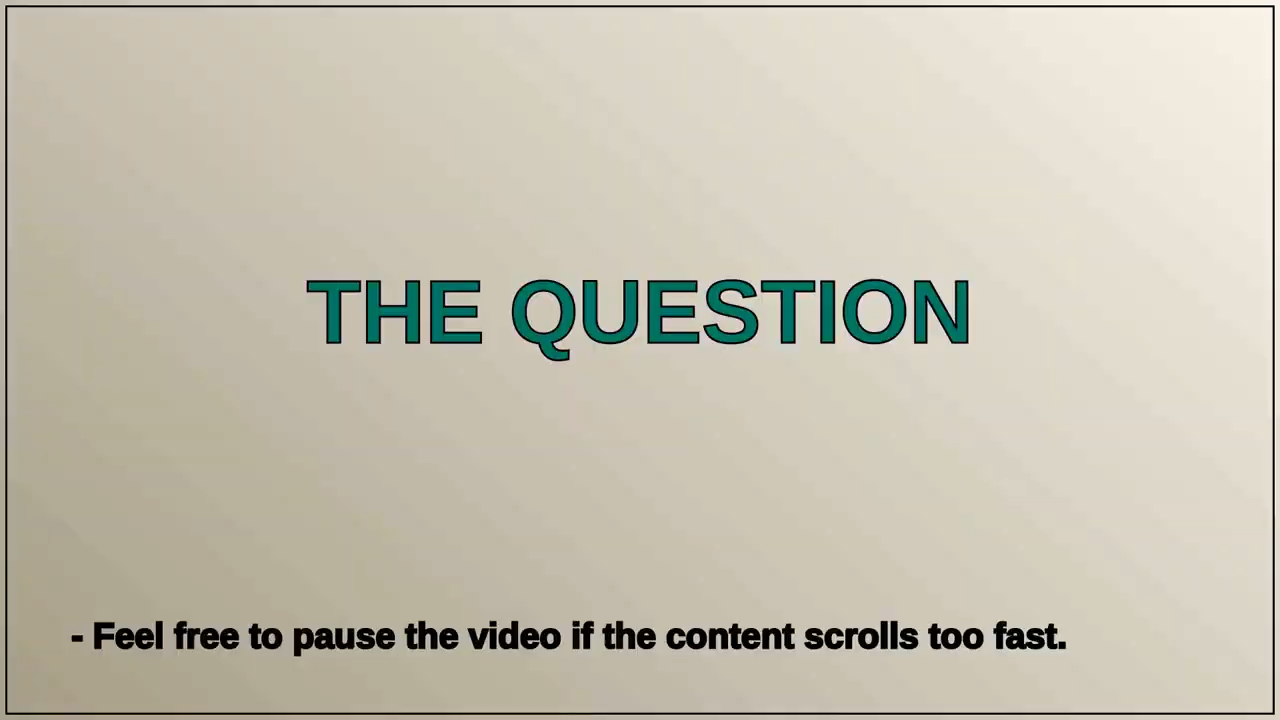 THE QUESTION
- Feel free to pause the video if the content scrolls too fast.